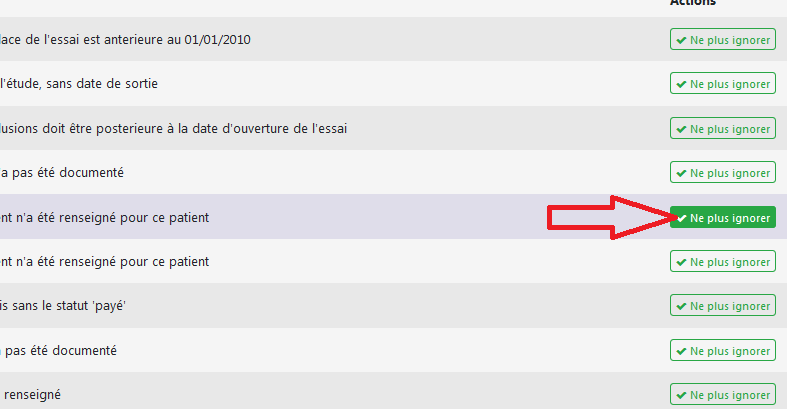 Actions
lace de l'essai est anterieure au 01/01/2010 Ne plus ignorer
l'étude, sans date de sortie Ne plus ignorer
lusions doit être posterieure à la date d'ouverture de l'essai Ne plus ignorer
a pas été documenté Ne plus ignorer
ent n'a été renseigné pour ce patient Ne plus ignorer
ent n'a été renseigné pour ce patient Ne plus ignorer
is sans le statut 'payé' Ne plus ignorer
pas été documenté Ne plus ignorer
renseigné Ne plus ignorer